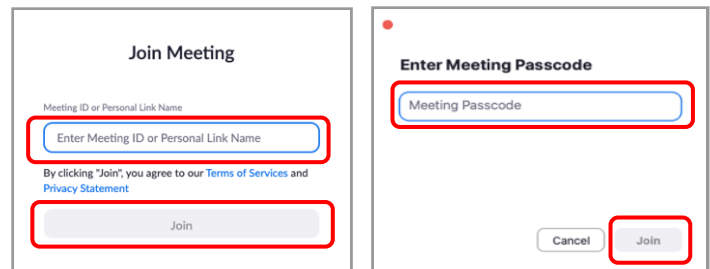 Join Meeting
Meeting ID or Personal Link Name
Enter Meeting ID or Personal Link Name
By clicking "Join", you agree to our Terms of Services and
Privacy Statement
Join
Enter Meeting Passcode
Meeting Passcode
Cancel
Join